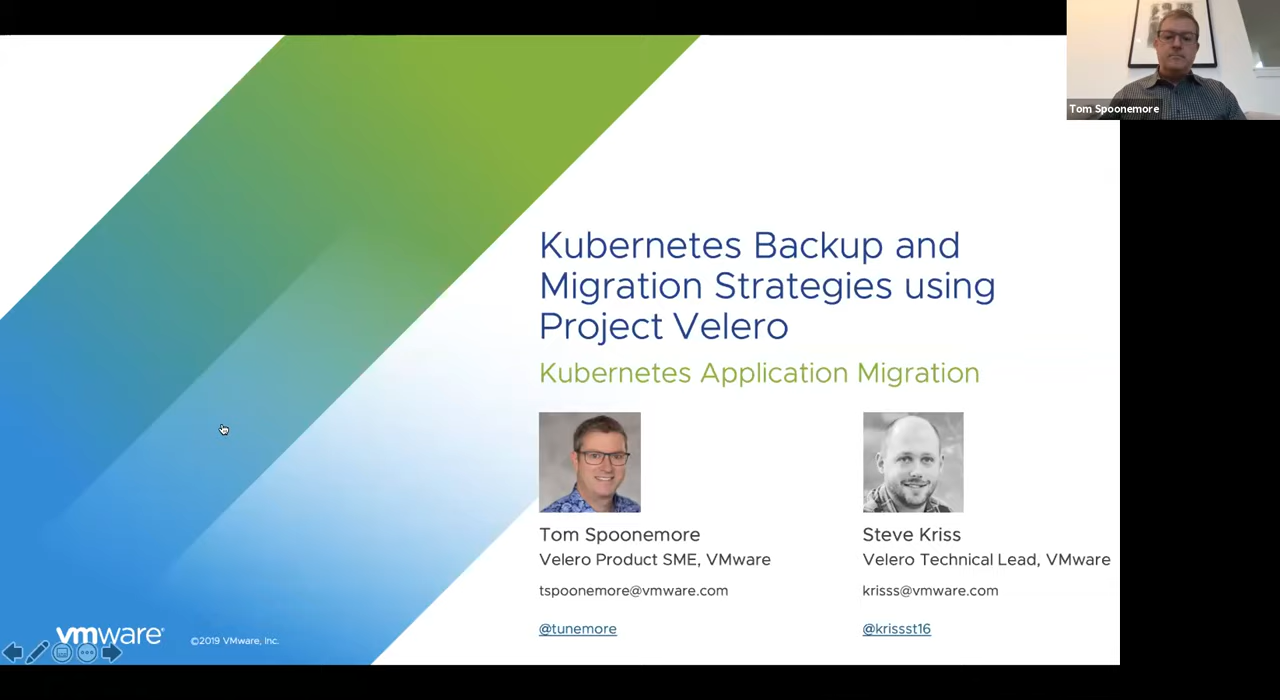 Tom Spoonemore
Kubernetes Backup and
Migration Strategies using
Project Velero
Kubernetes Application Migration
Tom Spoonemore
Velero Product SME, VMware
tspoonemore@vmware.com
@tunemore
Steve Kriss
Velero Technical Lead, VMware
krisss@vmware.com
@krissst16
vmware®
©2019 VMware, Inc.